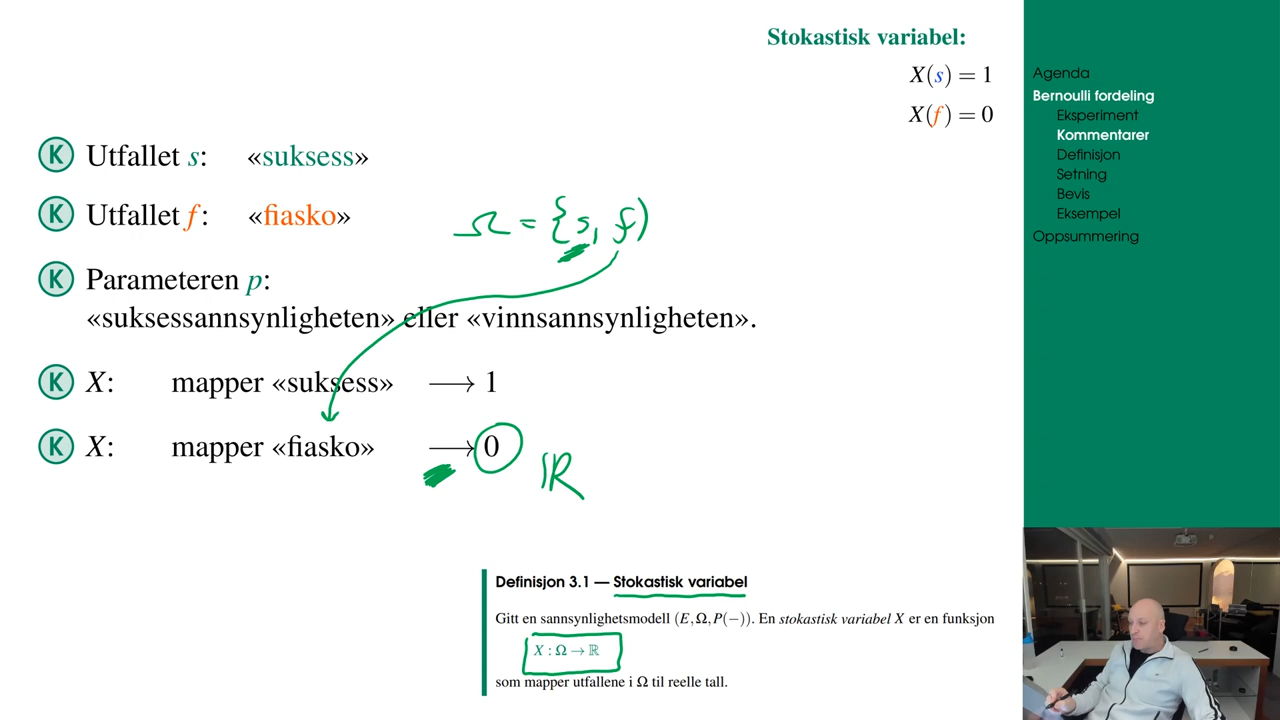 Stokastisk variabel:
X(s) = 1
X(f) = 0
K Utfallet s: «suksess»
K Utfallet f: «fiasko»
Ω = {s, f)
K Parameteren p:
«suksessannsynligheten» eller «vinnsannsynligheten».
K X: mapper «suksess» → 1
K X: mapper «fiasko» → 0
ℝ
Definisjon 3.1 — Stokastisk variabel
Gitt en sannsynlighetsmodell (E,Ω,P(−)). En stokastisk variabel X er en funksjon
X : Ω → ℝ
som mapper utfallene i Ω til reelle tall.
Agenda
Bernoulli fordeling
Eksperiment
Kommentarer
Definisjon
Setning
Bevis
Eksempel
Oppsummering